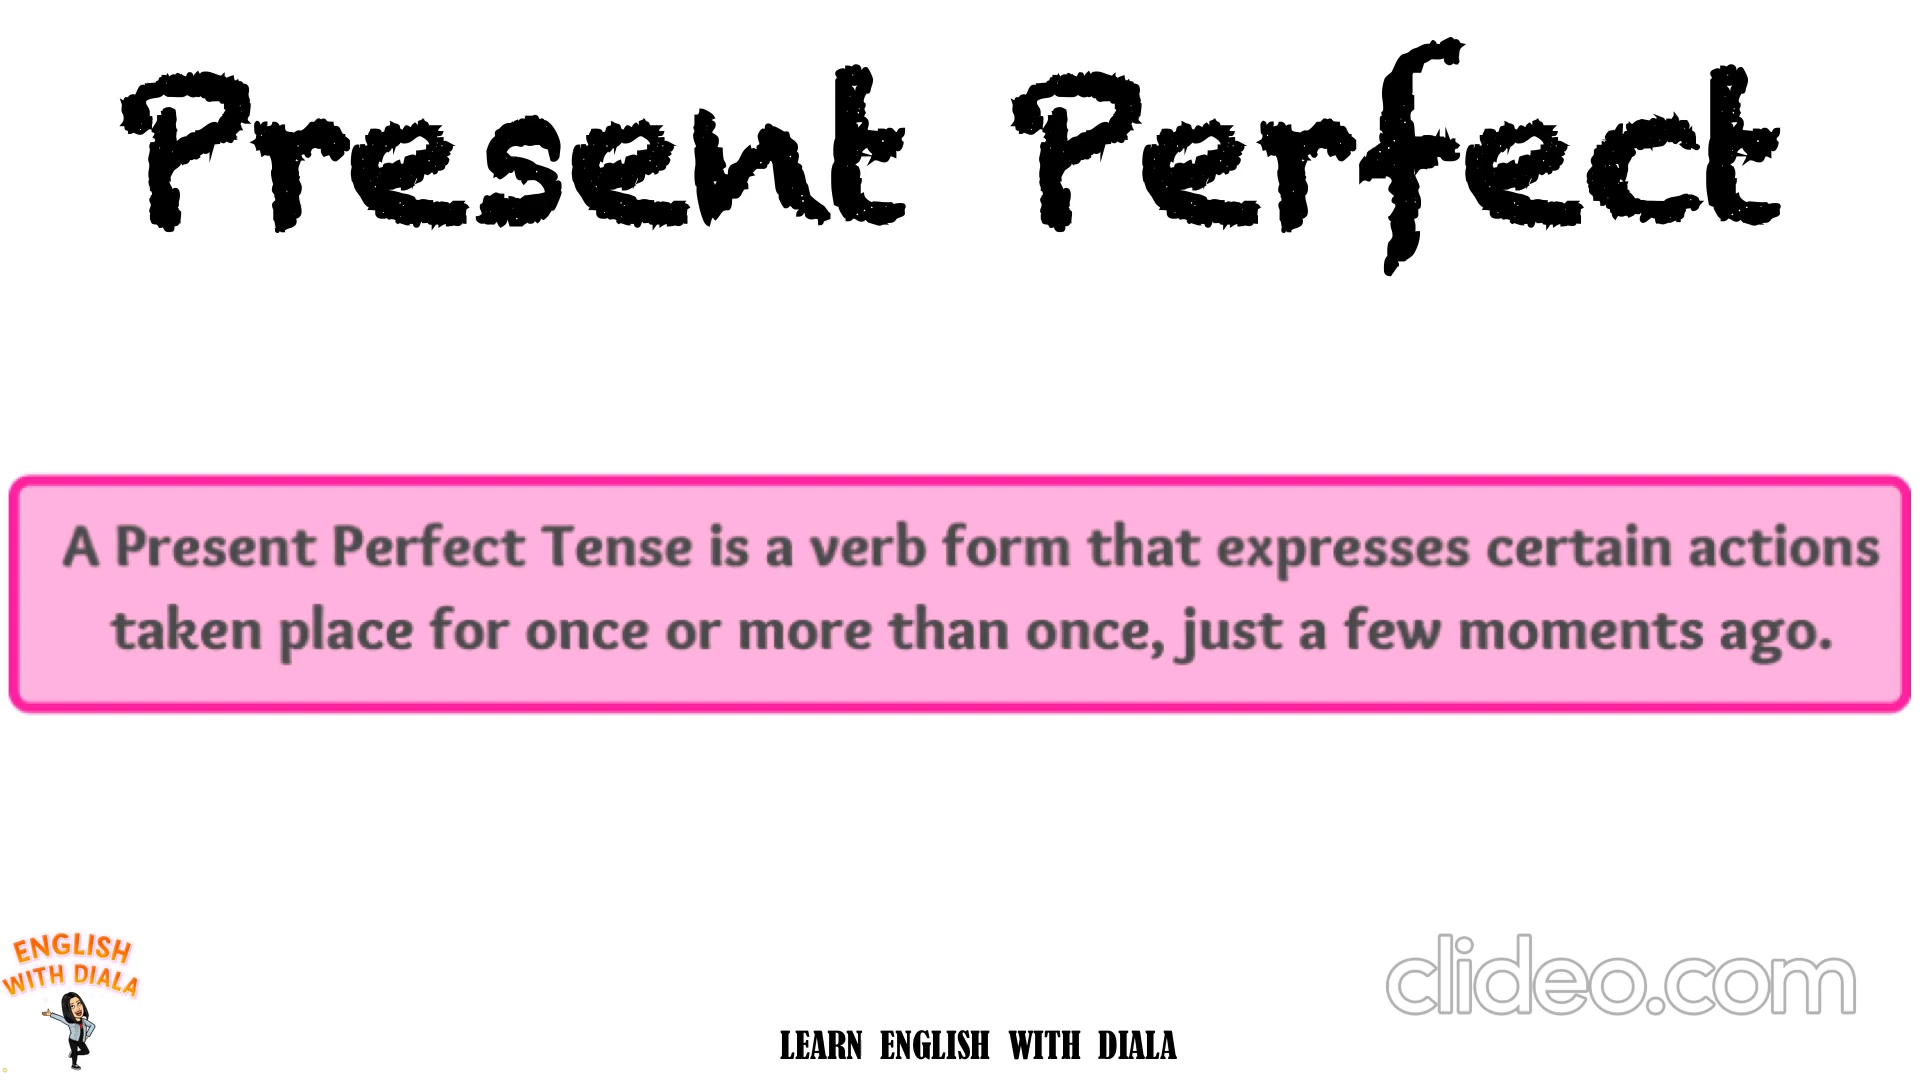 Present Perfect
A Present Perfect Tense is a verb form that expresses certain actions
taken place for once or more than once, just a few moments ago.
ENGLISH
WITH DIALA
clideo.com
LEARN ENGLISH WITH DIALA